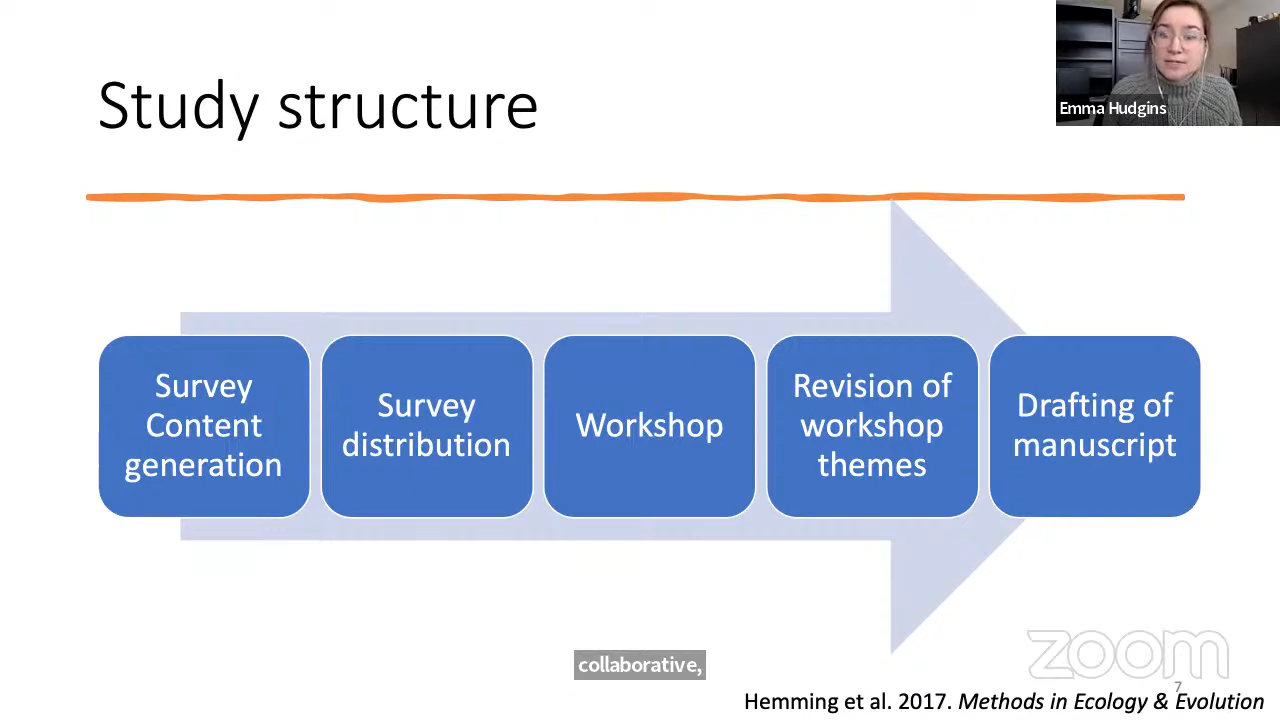 Study structure
Emma Hudgins
Survey
Content
generation
Survey
distribution
Workshop
Revision of
workshop
themes
Drafting of
manuscript
collaborative,
zoom
7
Hemming et al. 2017. Methods in Ecology & Evolution